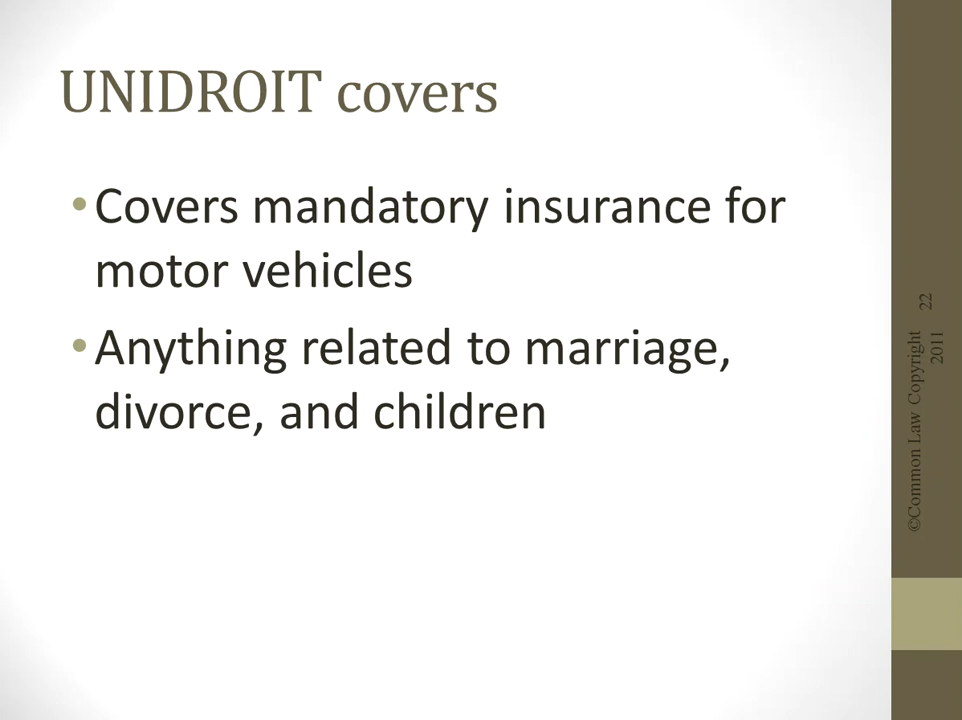 UNIDROIT covers
•Covers mandatory insurance for
motor vehicles
•Anything related to marriage,
divorce, and children
22
©Common Law Copyright
2011